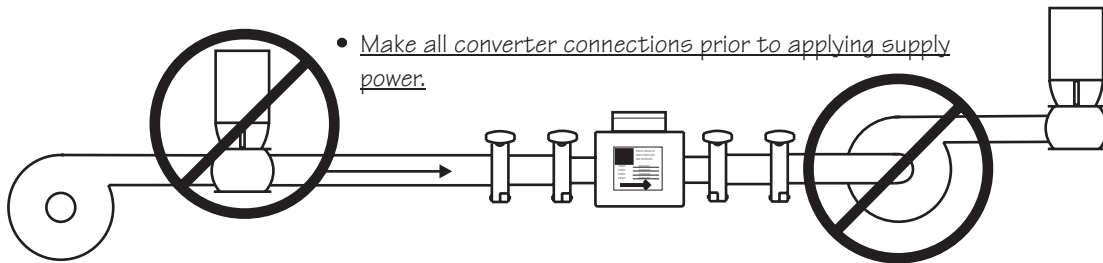 • Make all converter connections prior to applying supply
power.